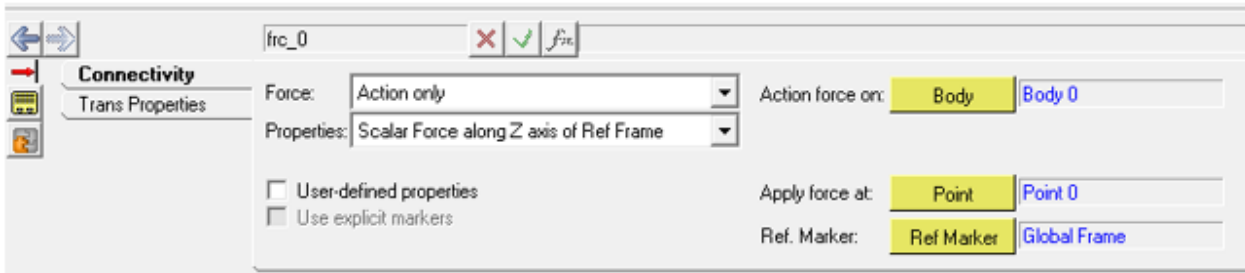 frc_0
fx
Connectivity
Trans Properties
Force: Action only
Action force on: Body Body 0
Properties: Scalar Force along Z axis of Ref Frame
User-defined properties
Use explicit markers
Apply force at: Point Point 0
Ref. Marker: Ref Marker Global Frame